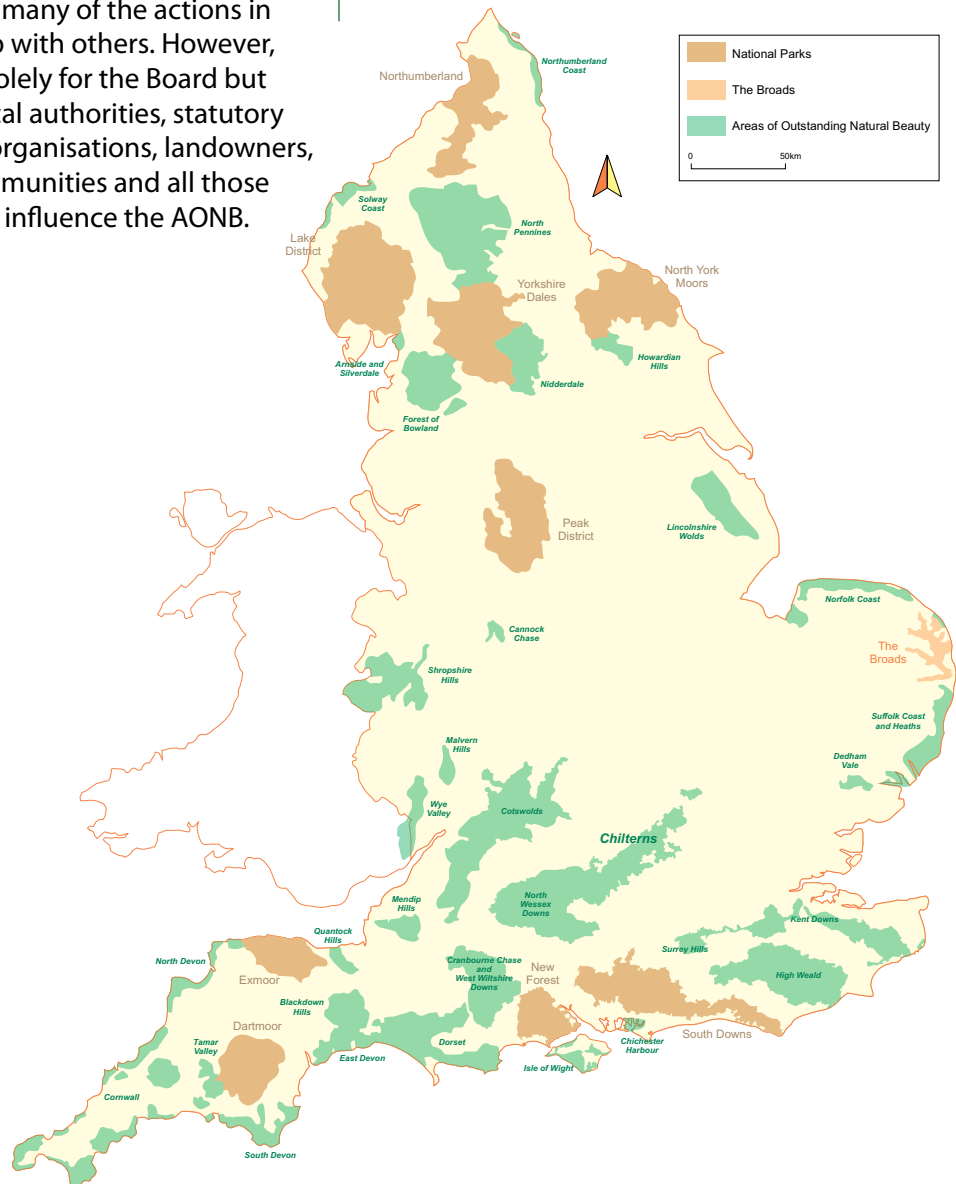 many of the actions in
with others. However,
solely for the Board but
authorities, statutory
organisations, landowners,
and all those
influence the AONB.
National Parks
The Broads
Areas of Outstanding Natural Beauty
0 50km
Northumberland
Northumberland
Coast
Solway
Coast
North
Pennines
Lake
District
Yorkshire
Dales
North York
Moors
Arnside and
Silverdale
Howardian
Hills
Nidderdale
Forest of
Bowland
Peak
District
Lincolnshire
Wolds
Norfolk Coast
Cannock
Chase
The
Broads
Shropshire
Hills
Suffolk Coast
and Heaths
Malvern
Hills
Dedham
Vale
Wye
Valley
Cotswolds
Chilterns
North
Wessex
Downs
Mendip
Hills
Kent Downs
Quantock
Hills
Surrey Hills
North Devon
Cranbourne Chase
and
West Wiltshire
Downs
New
Forest
High Weald
Exmoor
Blackdown
Hills
Dartmoor
South Downs
Tamar
Valley
Dorset
Chichester
Harbour
East Devon
Isle of Wight
Cornwall
South Devon